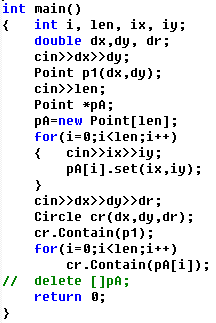 int main()
{    int i, len, ix, iy;
     double dx,dy, dr;
     cin>>dx>>dy;
     Point p1(dx,dy);
     cin>>len;
     Point *pA;
     pA=new Point[len];
     for(i=0;i<len;i++)
     {    cin>>ix>>iy;
          pA[i].set(ix,iy);
     }
     cin>>dx>>dy>>dr;
     Circle cr(dx,dy,dr);
     cr.Contain(p1);
     for(i=0;i<len;i++)
          cr.Contain(pA[i]);
//   delete []pA;
     return 0;
}